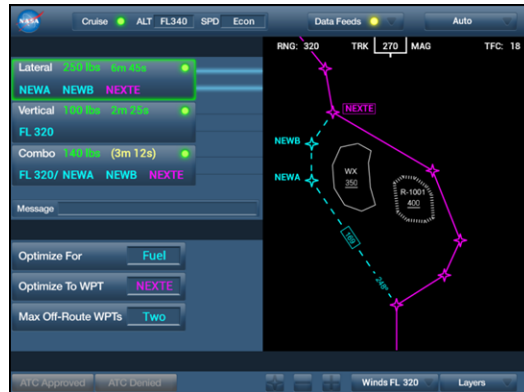 NASA
Cruise ALT FL340 SPD Econ Data Feeds Auto
RNG: 320 TRK 270 MAG TFC: 18
Lateral 250 lbs 6m 45s
NEWA NEWB NEXTE
Vertical 100 lbs 2m 25s
FL 320
Combo 140 lbs (3m 12s)
FL 320/ NEWA NEWB NEXTE
Message
Optimize For Fuel
Optimize To WPT NEXTE
Max Off-Route WPTs Two
NEXTE
NEWB
NEWA
WX
350
R-1001
400
169
248°
ATC Approved ATC Denied Winds FL 320 Layers